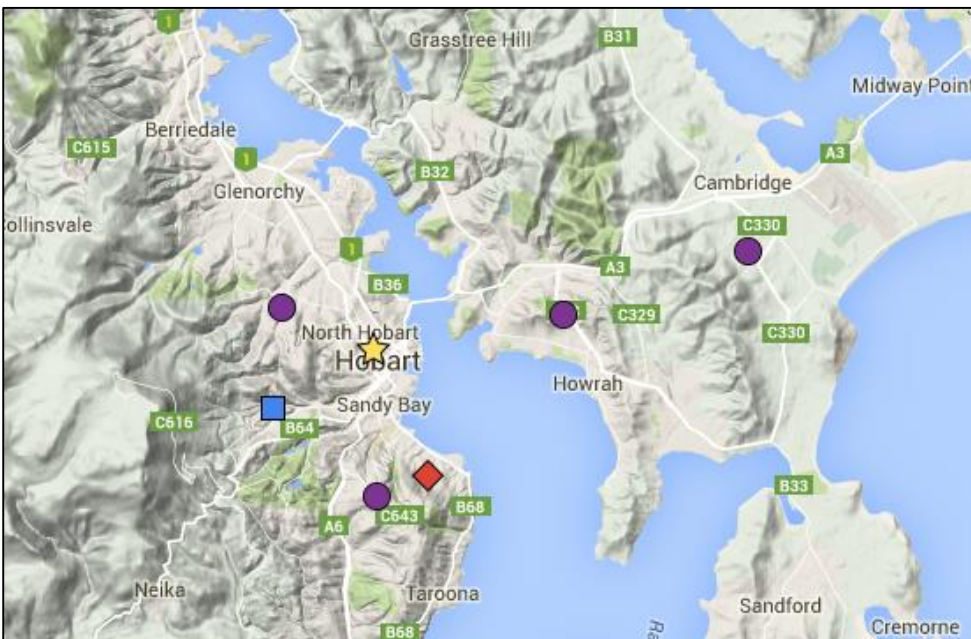 1
B31
Grasstree Hill
Midway Point
Berriedale
C615
A3
1
B32
Glenorchy
Cambridge
ollinsvale
C330
1
A3
B36
North Hobart
C329
C330
Hobart
Howrah
Sandy Bay
C616
B64
B33
C643
B68
A6
Neika
Taroona
Sandford
B68
Ra
Cremorne